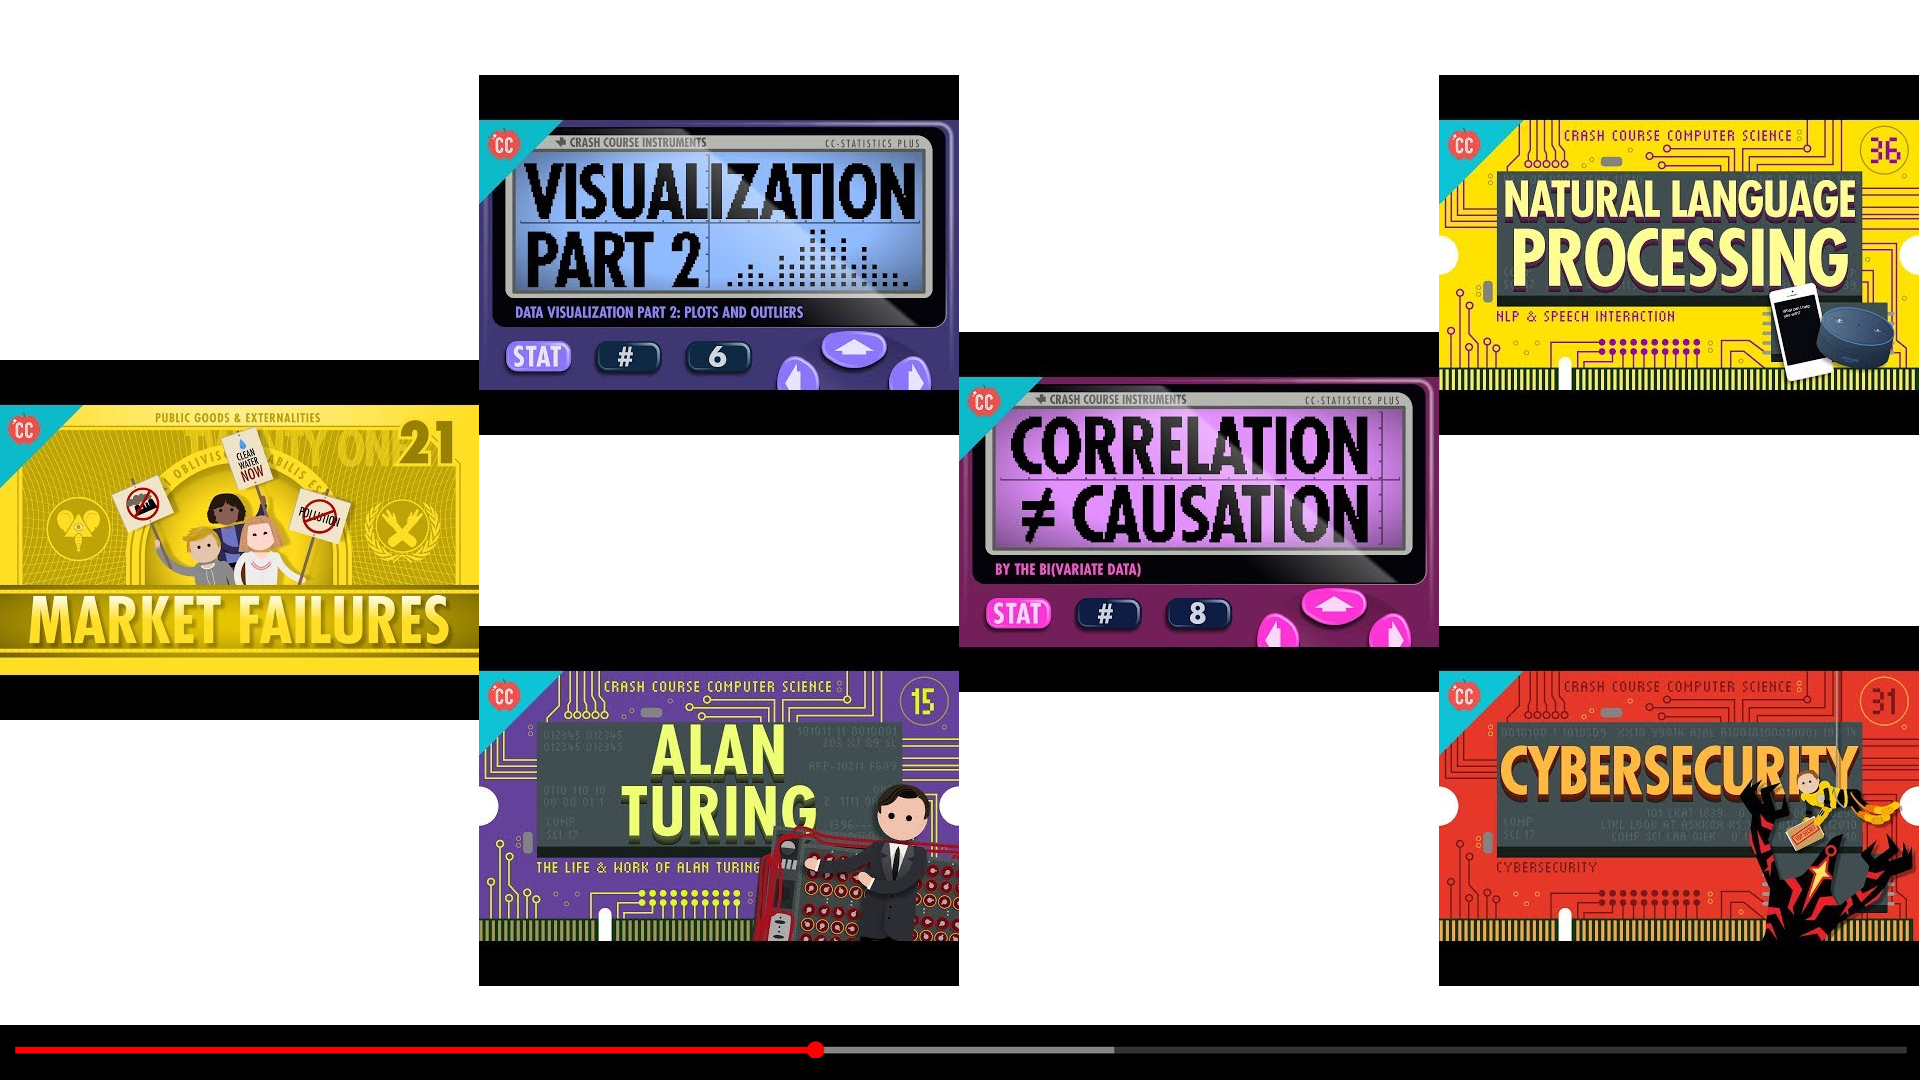 CC
CRASH COURSE INSTRUMENTS
CC-STATISTICS PLUS
VISUALIZATION
PART 2
DATA VISUALIZATION PART 2: PLOTS AND OUTLIERS
STAT # 6
CC
CRASH COURSE COMPUTER SCIENCE
36
NATURAL LANGUAGE
PROCESSING
NLP & SPEECH INTERACTION
CC
PUBLIC GOODS & EXTERNALITIES
TWENTY ONE
21
CLEAN
WATER
NOW
POLLUTION
MARKET FAILURES
CC
CRASH COURSE INSTRUMENTS
CC-STATISTICS PLUS
CORRELATION
≠ CAUSATION
BY THE BI(VARIATE DATA)
STAT # 8
CC
CRASH COURSE COMPUTER SCIENCE
15
ALAN
TURING
THE LIFE & WORK OF ALAN TURING
CC
CRASH COURSE COMPUTER SCIENCE
31
CYBERSECURITY
CYBERSECURITY